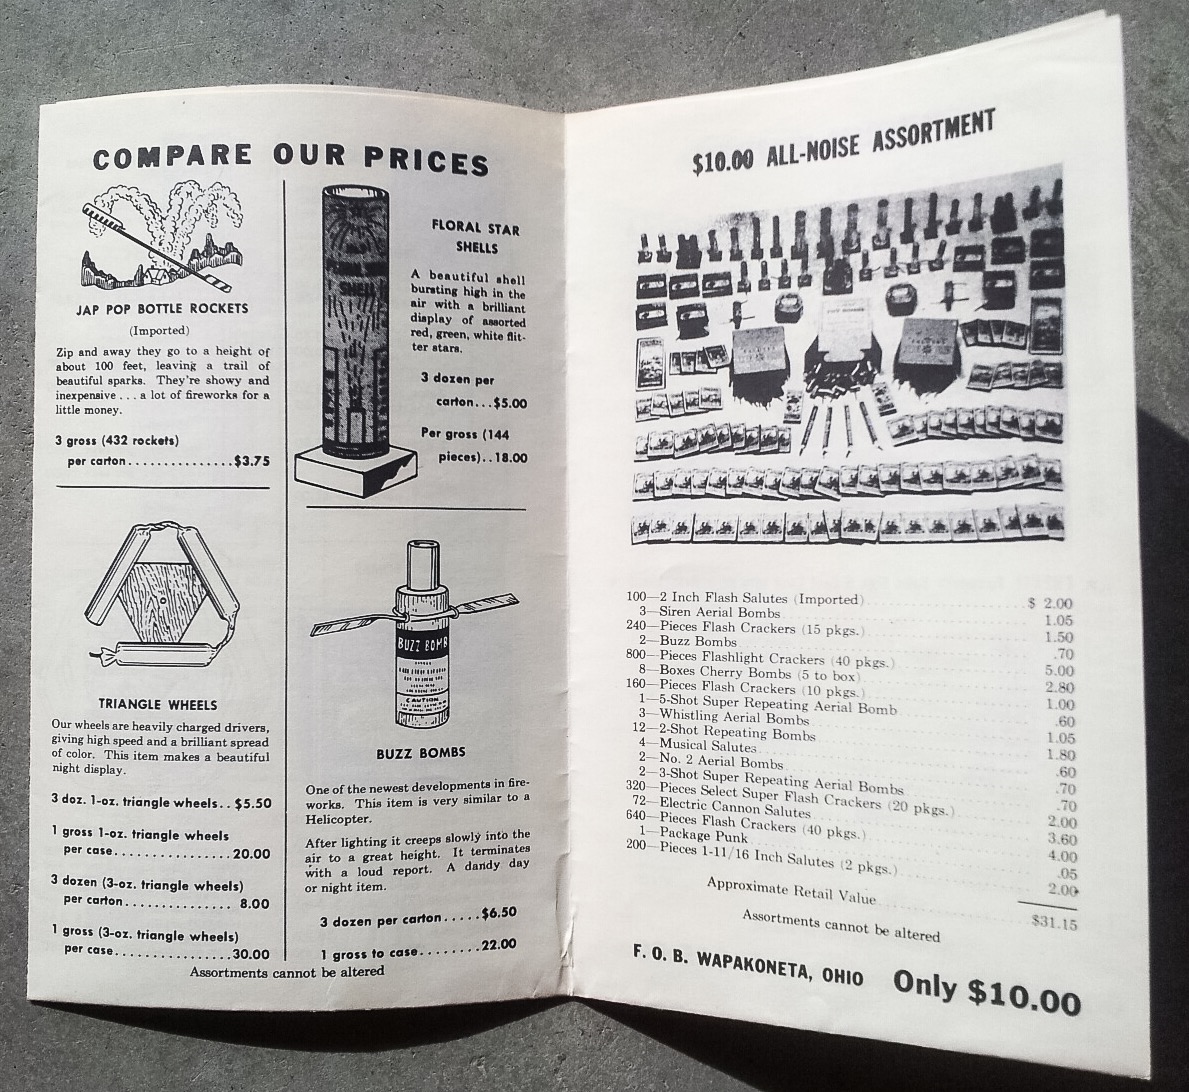 COMPARE OUR PRICES
JAP POP BOTTLE ROCKETS
(Imported)
Zip and away they go to a height of
about 100 feet, leaving a trail of
beautiful sparks. They're showy and
inexpensive . . . a lot of fireworks for a
little money.
3 gross (432 rockets)
per carton..............$3.75
FLORAL STAR
SHELLS
A beautiful shell
bursting high in the
air with a brilliant
display of assorted
red, green, white flit-
ter stars.
3 dozen per
carton...$5.00
Per gross (144
pieces)..18.00
TRIANGLE WHEELS
Our wheels are heavily charged drivers,
giving high speed and a brilliant spread
of color. This item makes a beautiful
night display.
3 doz. 1-oz. triangle wheels..$5.50
1 gross 1-oz. triangle wheels
per case..............20.00
3 dozen (3-oz. triangle wheels)
per carton.............. 8.00
1 gross (3-oz. triangle wheels)
per case..............30.00
BUZZ BOMB
CAUTION
BUZZ BOMBS
One of the newest developments in fire-
works. This item is very similar to a
Helicopter.
After lighting it creeps slowly into the
air to a great height. It terminates
with a loud report. A dandy day
or night item.
3 dozen per carton.....$6.50
1 gross to case........22.00
Assortments cannot be altered
$10.00 ALL-NOISE ASSORTMENT
100—2 Inch Flash Salutes (Imported) $ 2.00
3—Siren Aerial Bombs 1.05
240—Pieces Flash Crackers (15 pkgs.) 1.50
2—Buzz Bombs .70
800—Pieces Flashlight Crackers (40 pkgs.) 5.00
8—Boxes Cherry Bombs (5 to box) 2.80
160—Pieces Flash Crackers (10 pkgs.) 1.00
1—5-Shot Super Repeating Aerial Bomb .60
3—Whistling Aerial Bombs 1.05
12—2-Shot Repeating Bombs 1.80
4—Musical Salutes .60
2—No. 2 Aerial Bombs .70
2—3-Shot Super Repeating Aerial Bombs .70
320—Pieces Select Super Flash Crackers (20 pkgs.) 2.00
72—Electric Cannon Salutes 3.60
640—Pieces Flash Crackers (40 pkgs.) 4.00
1—Package Punk .05
200—Pieces 1-11/16 Inch Salutes (2 pkgs.) 2.00
Approximate Retail Value $31.15
Assortments cannot be altered
F. O. B. WAPAKONETA, OHIO Only $10.00